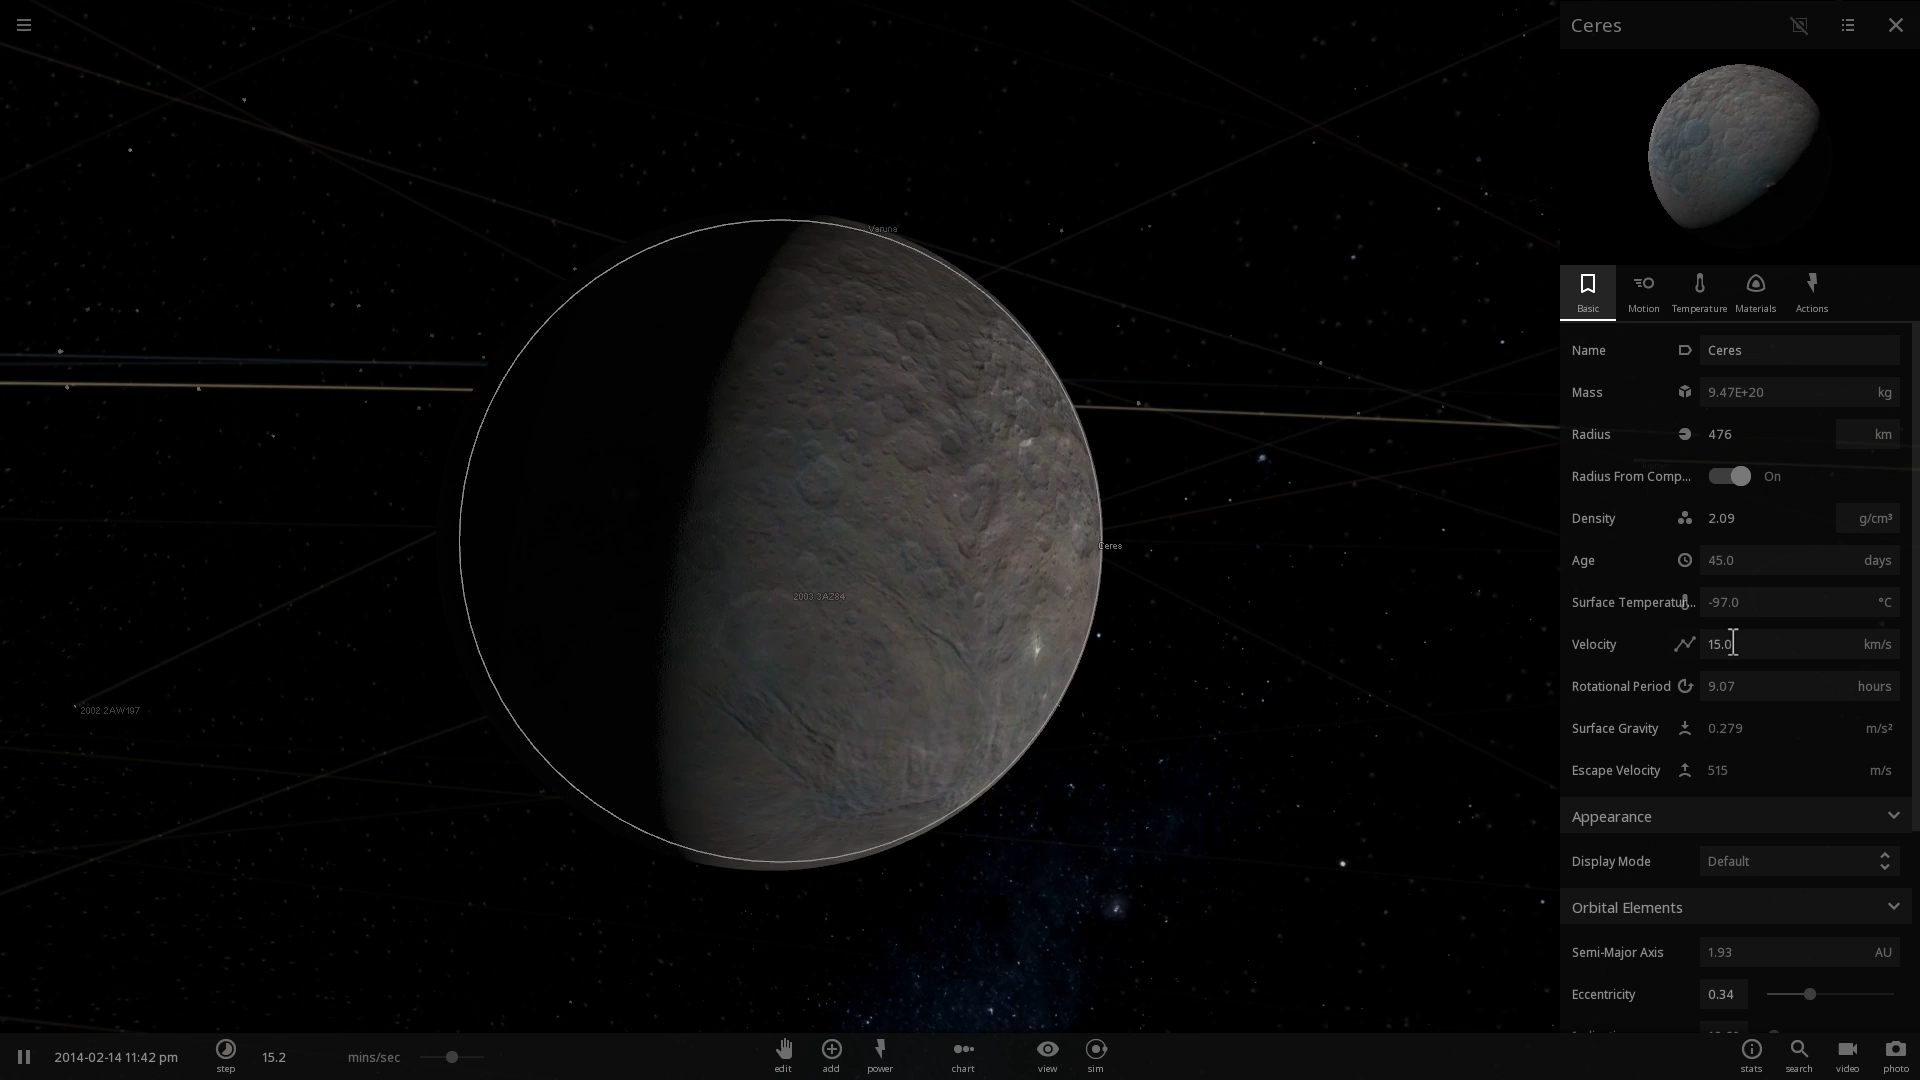 Ceres
Varuna
Ceres
2003 3AZ84
2002 2AW197
Basic Motion Temperature Materials Actions
Name Ceres
Mass 9.47E+20 kg
Radius 476 km
Radius From Comp... On
Density 2.09 g/cm³
Age 45.0 days
Surface Temperatur... -97.0 °C
Velocity 15.0 km/s
Rotational Period 9.07 hours
Surface Gravity 0.279 m/s²
Escape Velocity 515 m/s
Appearance
Display Mode Default
Orbital Elements
Semi-Major Axis 1.93 AU
Eccentricity 0.34
2014-02-14 11:42 pm step 15.2 mins/sec edit add power chart view sim stats search video photo